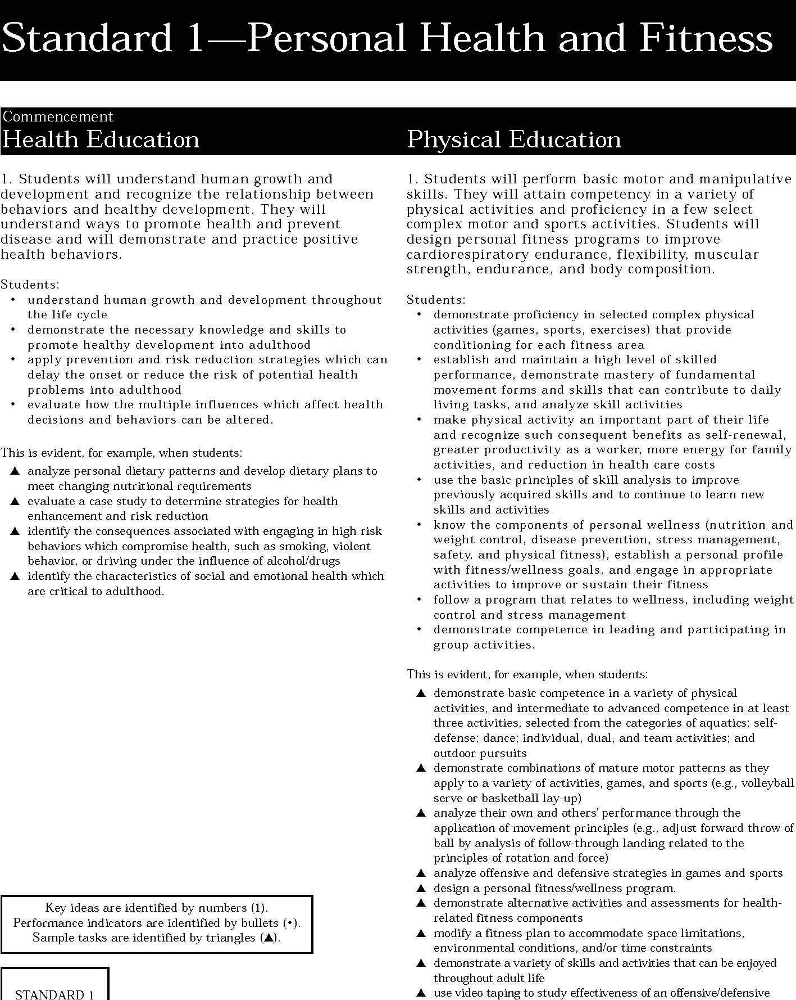 Standard 1—Personal Health and Fitness
Commencement
Health Education
1. Students will understand human growth and
development and recognize the relationship between
behaviors and healthy development. They will
understand ways to promote health and prevent
disease and will demonstrate and practice positive
health behaviors.
Students:
• understand human growth and development throughout
the life cycle
• demonstrate the necessary knowledge and skills to
promote healthy development into adulthood
• apply prevention and risk reduction strategies which can
delay the onset or reduce the risk of potential health
problems into adulthood
• evaluate how the multiple influences which affect health
decisions and behaviors can be altered.
This is evident, for example, when students:
▲ analyze personal dietary patterns and develop dietary plans to
meet changing nutritional requirements
▲ evaluate a case study to determine strategies for health
enhancement and risk reduction
▲ identify the consequences associated with engaging in high risk
behaviors which compromise health, such as smoking, violent
behavior, or driving under the influence of alcohol/drugs
▲ identify the characteristics of social and emotional health which
are critical to adulthood.
Key ideas are identified by numbers (1).
Performance indicators are identified by bullets (•).
Sample tasks are identified by triangles (▲).
STANDARD 1
Physical Education
1. Students will perform basic motor and manipulative
skills. They will attain competency in a variety of
physical activities and proficiency in a few select
complex motor and sports activities. Students will
design personal fitness programs to improve
cardiorespiratory endurance, flexibility, muscular
strength, endurance, and body composition.
Students:
• demonstrate proficiency in selected complex physical
activities (games, sports, exercises) that provide
conditioning for each fitness area
• establish and maintain a high level of skilled
performance, demonstrate mastery of fundamental
movement forms and skills that can contribute to daily
living tasks, and analyze skill activities
• make physical activity an important part of their life
and recognize such consequent benefits as self-renewal,
greater productivity as a worker, more energy for family
activities, and reduction in health care costs
• use the basic principles of skill analysis to improve
previously acquired skills and to continue to learn new
skills and activities
• know the components of personal wellness (nutrition and
weight control, disease prevention, stress management,
safety, and physical fitness), establish a personal profile
with fitness/wellness goals, and engage in appropriate
activities to improve or sustain their fitness
• follow a program that relates to wellness, including weight
control and stress management
• demonstrate competence in leading and participating in
group activities.
This is evident, for example, when students:
▲ demonstrate basic competence in a variety of physical
activities, and intermediate to advanced competence in at least
three activities, selected from the categories of aquatics; self-
defense; dance; individual, dual, and team activities; and
outdoor pursuits
▲ demonstrate combinations of mature motor patterns as they
apply to a variety of activities, games, and sports (e.g., volleyball
serve or basketball lay-up)
▲ analyze their own and others’ performance through the
application of movement principles (e.g., adjust forward throw of
ball by analysis of follow-through landing related to the
principles of rotation and force)
▲ analyze offensive and defensive strategies in games and sports
▲ design a personal fitness/wellness program.
▲ demonstrate alternative activities and assessments for health-
related fitness components
▲ modify a fitness plan to accommodate space limitations,
environmental conditions, and/or time constraints
▲ demonstrate a variety of skills and activities that can be enjoyed
throughout adult life
▲ use video taping to study effectiveness of an offensive/defensive